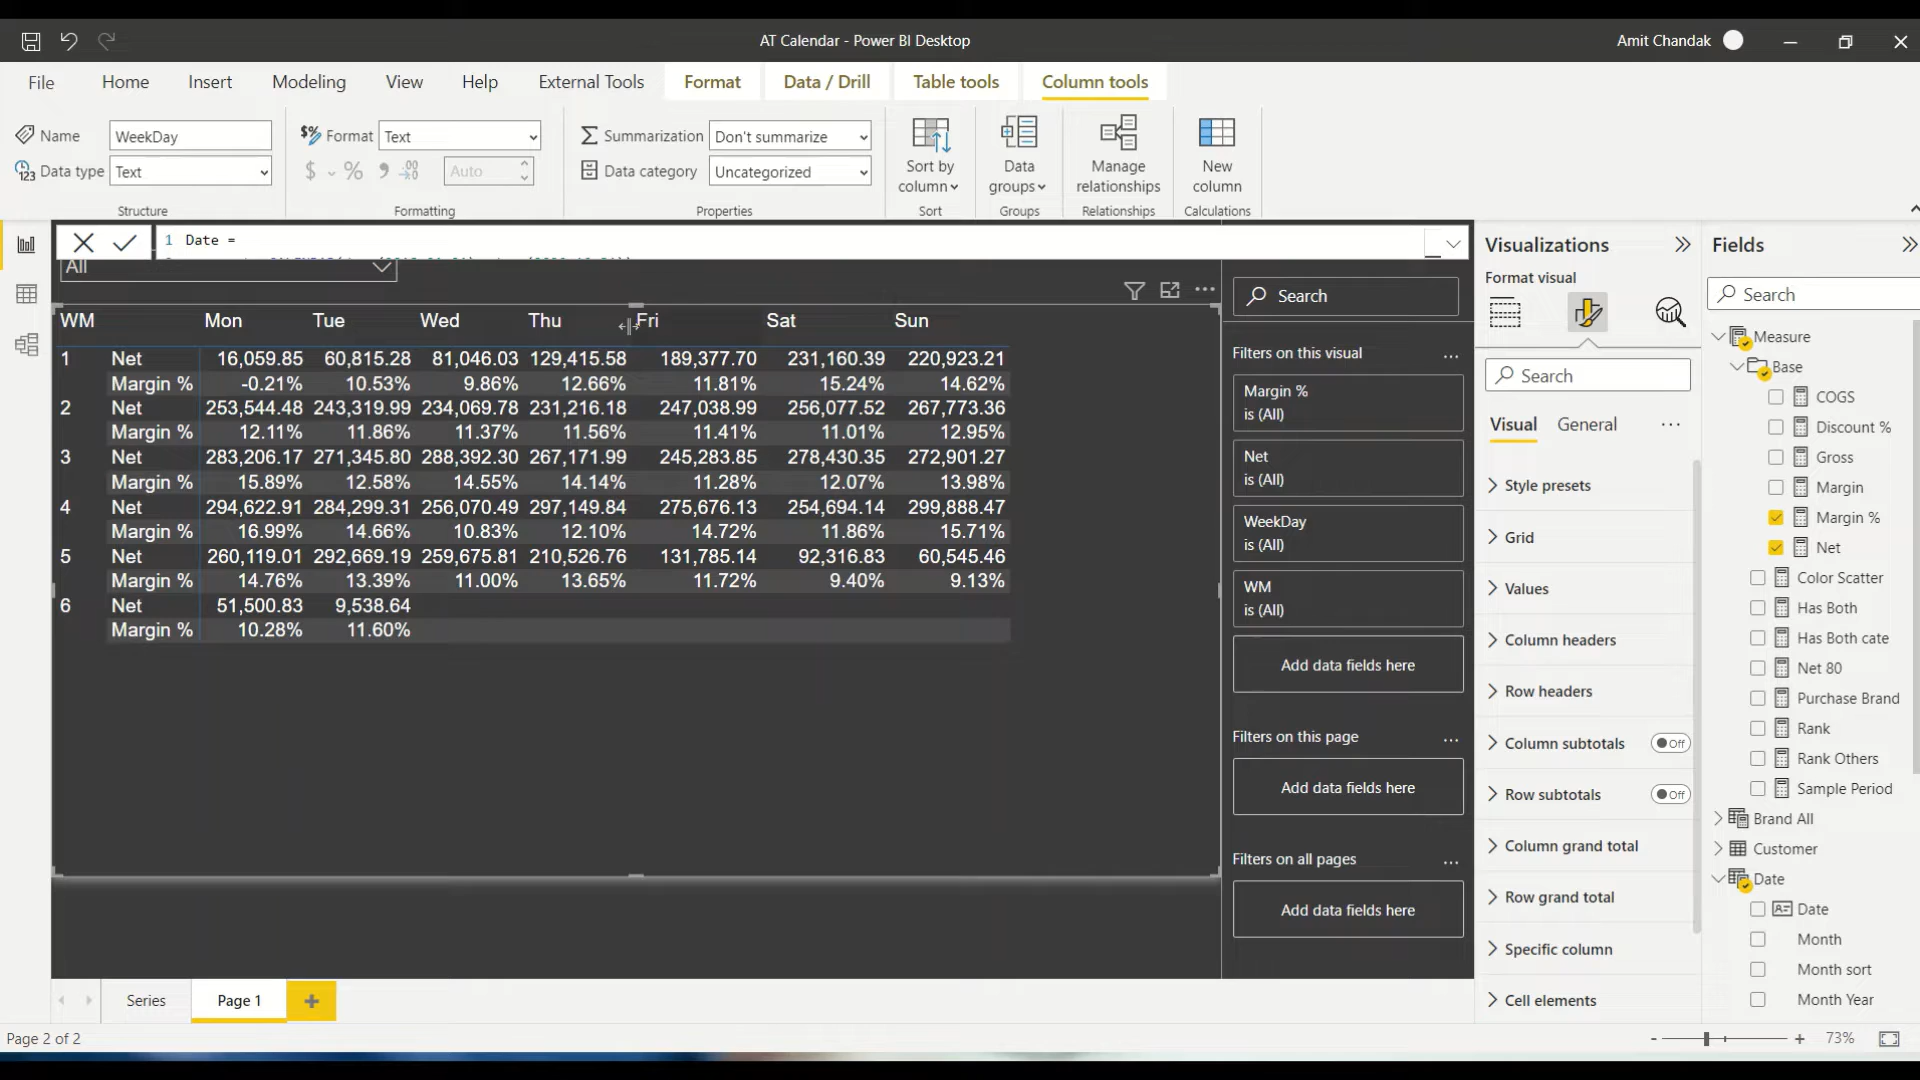 AT Calendar - Power BI Desktop
Amit Chandak
File Home Insert Modeling View Help External Tools Format Data / Drill Table tools Column tools
Name WeekDay
Data type Text
Structure
Format Text
$ % Auto
Formatting
Summarization Don't summarize
Data category Uncategorized
Properties
Sort by
column
Sort
Data
groups
Groups
Manage
relationships
Relationships
New
column
Calculations
1 Date =
All
WM Mon Tue Wed Thu Fri Sat Sun
1 Net 16,059.85 60,815.28 81,046.03 129,415.58 189,377.70 231,160.39 220,923.21
Margin % -0.21% 10.53% 9.86% 12.66% 11.81% 15.24% 14.62%
2 Net 253,544.48 243,319.99 234,069.78 231,216.18 247,038.99 256,077.52 267,773.36
Margin % 12.11% 11.86% 11.37% 11.56% 11.41% 11.01% 12.95%
3 Net 283,206.17 271,345.80 288,392.30 267,171.99 245,283.85 278,430.35 272,901.27
Margin % 15.89% 12.58% 14.55% 14.14% 11.28% 12.07% 13.98%
4 Net 294,622.91 284,299.31 256,070.49 297,149.84 275,676.13 254,694.14 299,888.47
Margin % 16.99% 14.66% 10.83% 12.10% 14.72% 11.86% 15.71%
5 Net 260,119.01 292,669.19 259,675.81 210,526.76 131,785.14 92,316.83 60,545.46
Margin % 14.76% 13.39% 11.00% 13.65% 11.72% 9.40% 9.13%
6 Net 51,500.83 9,538.64
Margin % 10.28% 11.60%
Search
Filters on this visual
Margin %
is (All)
Net
is (All)
WeekDay
is (All)
WM
is (All)
Add data fields here
Filters on this page
Add data fields here
Filters on all pages
Add data fields here
Visualizations
Format visual
Search
Visual General
Style presets
Grid
Values
Column headers
Row headers
Column subtotals Off
Row subtotals Off
Column grand total
Row grand total
Specific column
Cell elements
Fields
Search
Measure
Base
COGS
Discount %
Gross
Margin
Margin %
Net
Color Scatter
Has Both
Has Both cate
Net 80
Purchase Brand
Rank
Rank Others
Sample Period
Brand All
Customer
Date
Date
Month
Month sort
Month Year
Series Page 1
Page 2 of 2
- + 73%